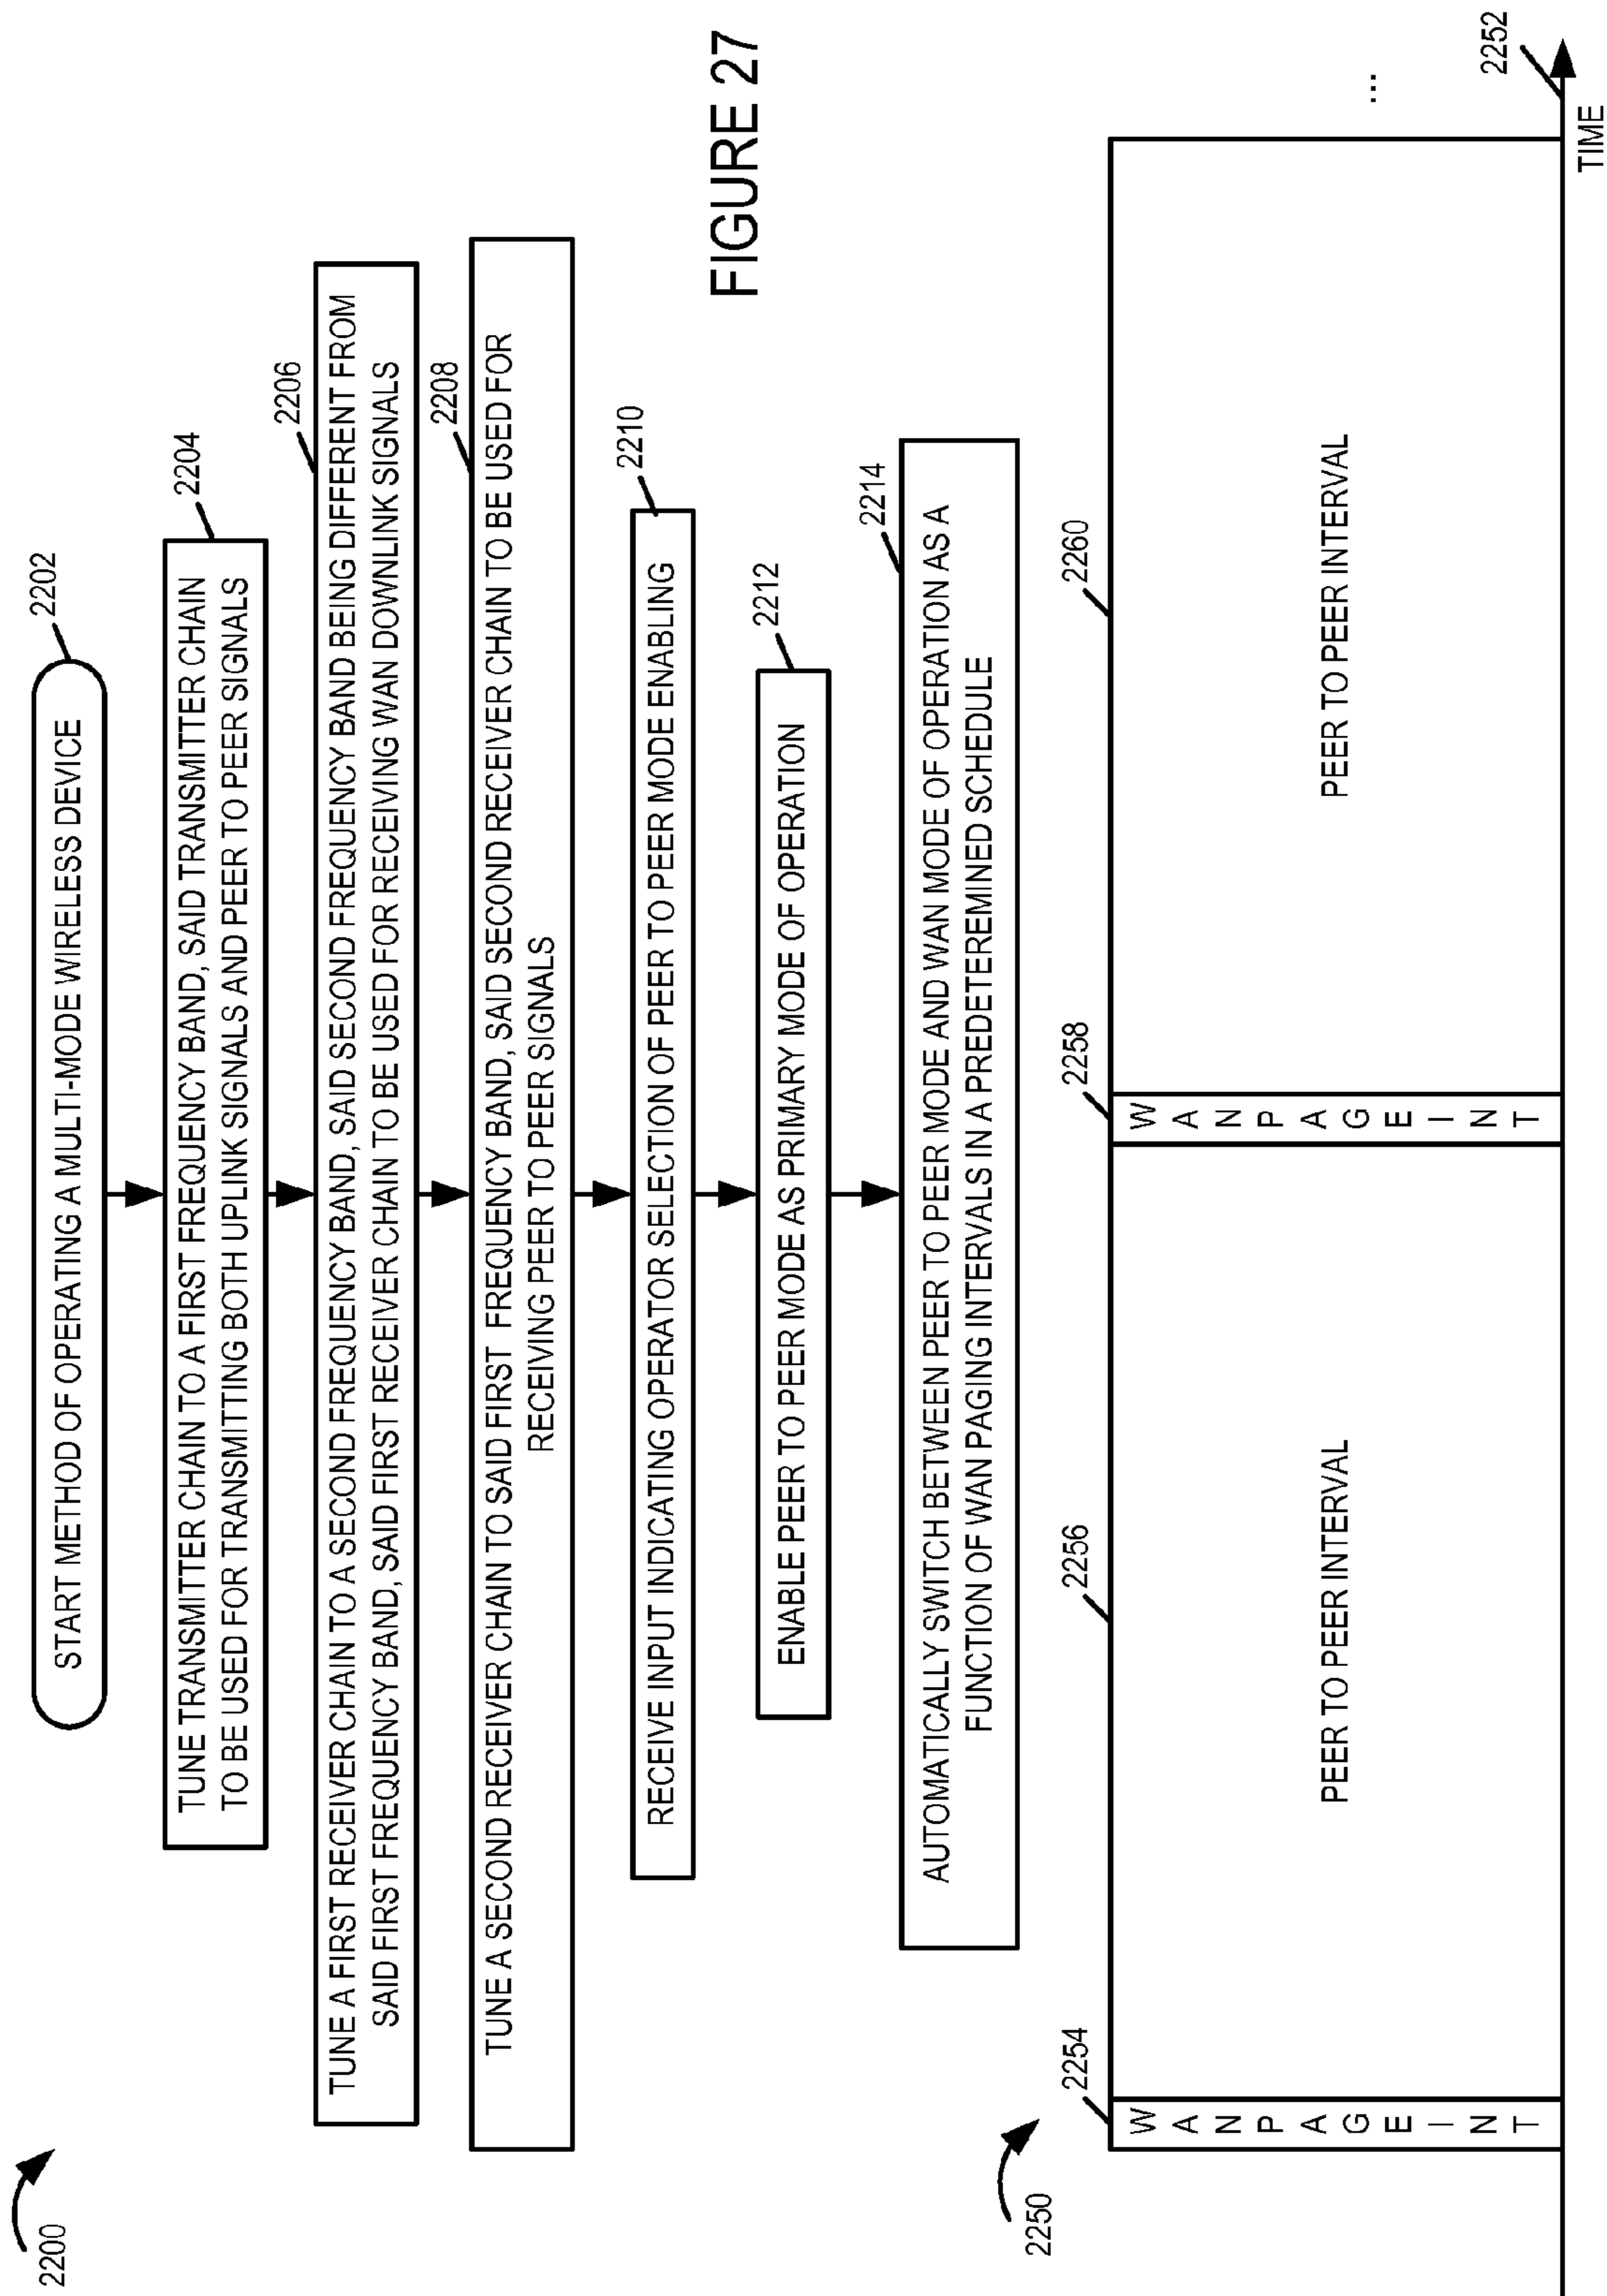 2200
2202
START METHOD OF OPERATING A MULTI-MODE WIRELESS DEVICE
2204
TUNE TRANSMITTER CHAIN TO A FIRST FREQUENCY BAND, SAID TRANSMITTER CHAIN
TO BE USED FOR TRANSMITTING BOTH UPLINK SIGNALS AND PEER TO PEER SIGNALS
2206
TUNE A FIRST RECEIVER CHAIN TO A SECOND FREQUENCY BAND, SAID SECOND FREQUENCY BAND BEING DIFFERENT FROM
SAID FIRST FREQUENCY BAND, SAID FIRST RECEIVER CHAIN TO BE USED FOR RECEIVING WAN DOWNLINK SIGNALS
2208
TUNE A SECOND RECEIVER CHAIN TO SAID FIRST FREQUENCY BAND, SAID SECOND RECEIVER CHAIN TO BE USED FOR
RECEIVING PEER TO PEER SIGNALS
2210
RECEIVE INPUT INDICATING OPERATOR SELECTION OF PEER TO PEER MODE ENABLING
2212
ENABLE PEER TO PEER MODE AS PRIMARY MODE OF OPERATION
2214
AUTOMATICALLY SWITCH BETWEEN PEER TO PEER MODE AND WAN MODE OF OPERATION AS A
FUNCTION OF WAN PAGING INTERVALS IN A PREDETEREMINED SCHEDULE
FIGURE 27
2250
2254
WANPAGEINT
2256
PEER TO PEER INTERVAL
2258
WANPAGEINT
2260
PEER TO PEER INTERVAL
...
2252
TIME